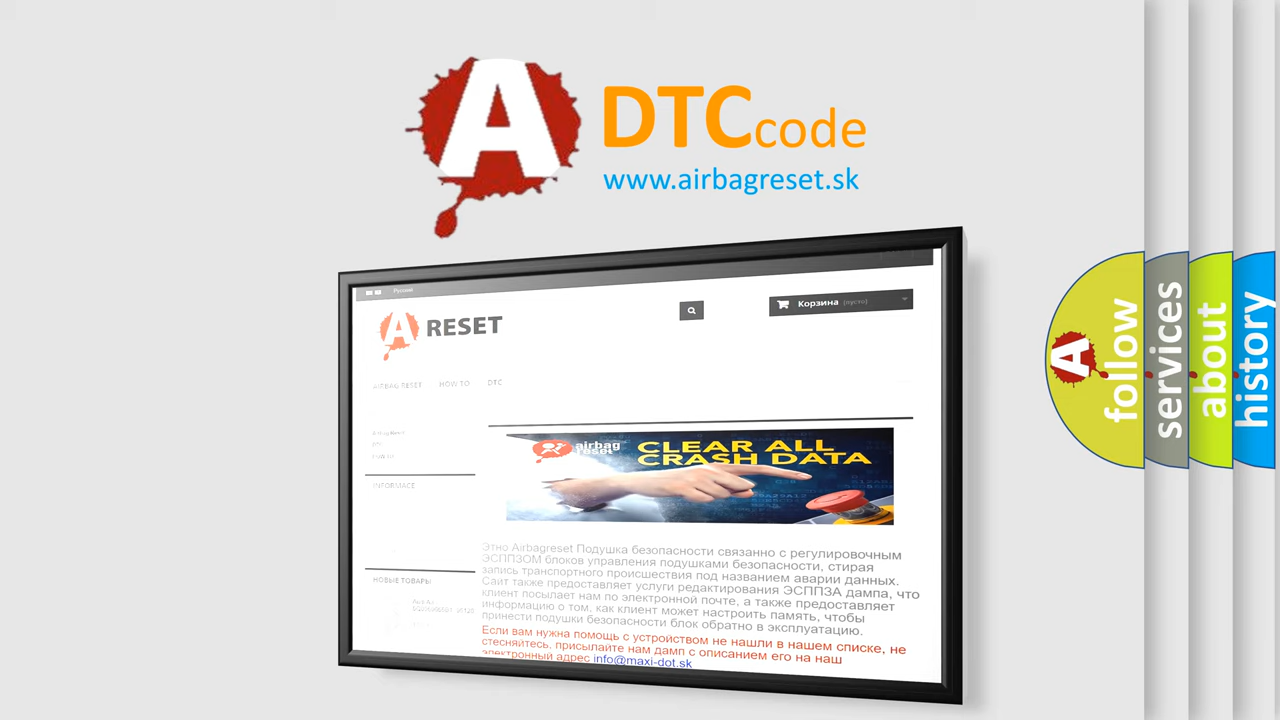 A
DTC code
www.airbagreset.sk
Русский
A RESET
Корзина (пусто)
AIRBAG RESET HOW TO DTC
INFORMACE
НОВЫЕ ТОВАРЫ
airbag
reset
CLEAR ALL
CRASH DATA
Этно Airbagreset Подушка безопасности связанно с регулировочным
ЭСППЗОМ блоков управления подушками безопасности, стирая
запись транспортного происшествия под названием аварии данных.
Сайт также предоставляет услуги редактирования ЭСППЗА дампа, что
клиент посылает нам по электронной почте, а также предоставляет
информацию о том, как клиент может настроить память, чтобы
принести подушки безопасности блок обратно в эксплуатацию.
Если вам нужна помощь с устройством не нашли в нашем списке, не
стесняйтесь, присылайте нам дамп с описанием его на наш
электронный адрес info@maxi-dot.sk
A
follow
services
about
history